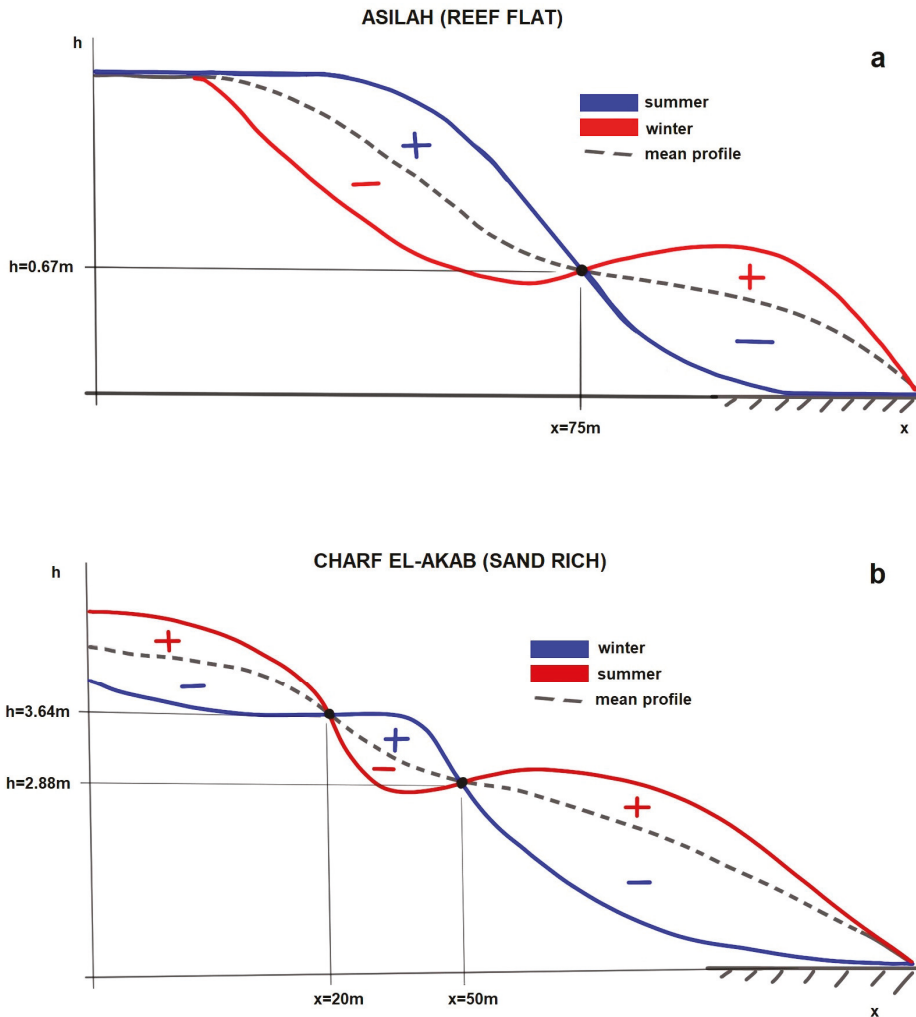 ASILAH (REEF FLAT)
h
a
summer
winter
mean profile
+
−
h=0.67m
+
−
x=75m
x
CHARF EL-AKAB (SAND RICH)
h
b
winter
summer
mean profile
+
−
h=3.64m
+
−
h=2.88m
+
−
x=20m
x=50m
x